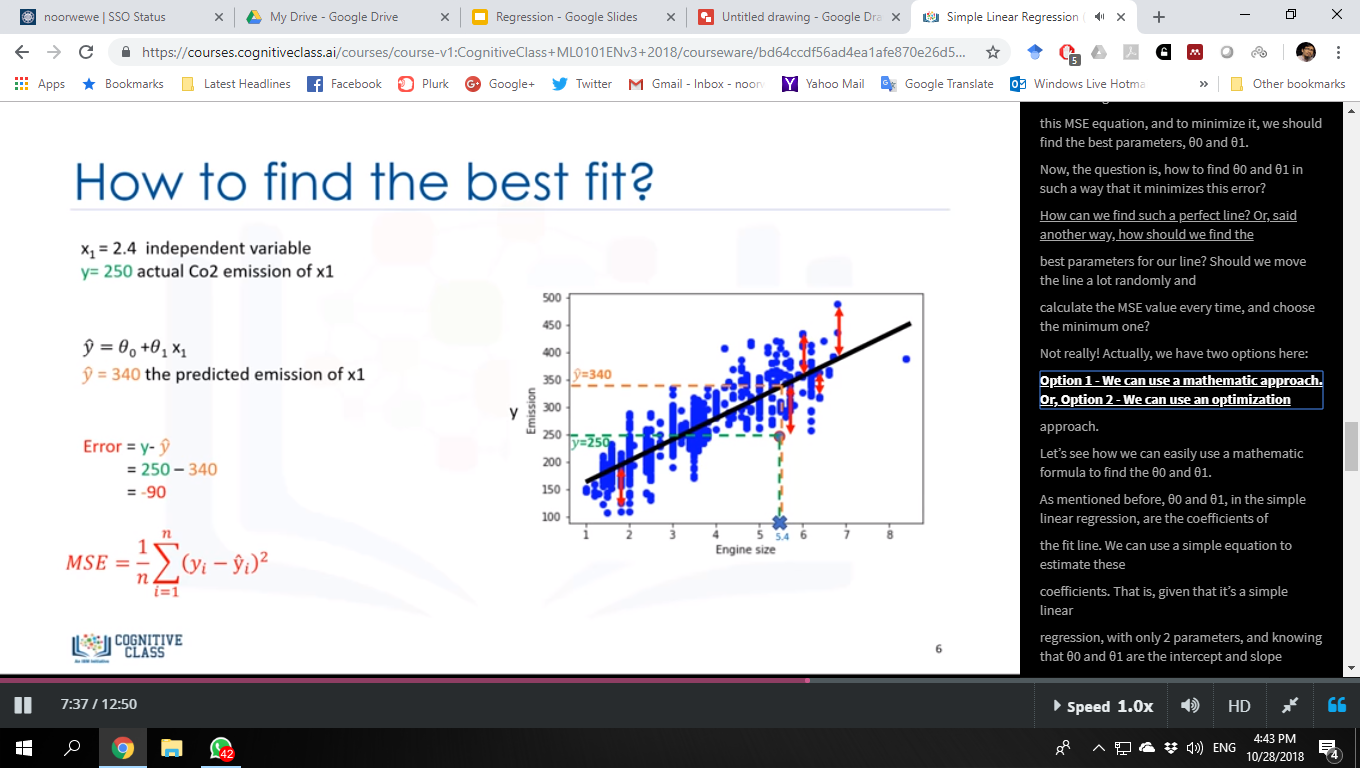 noorwewe | SSO Status
My Drive - Google Drive
Regression - Google Slides
Untitled drawing - Google Dra
Simple Linear Regression
https://courses.cognitiveclass.ai/courses/course-v1:CognitiveClass+ML0101ENv3+2018/courseware/bd64ccdf56ad4ea1afe870e26d5...
5
Apps
Bookmarks
Latest Headlines
Facebook
Plurk
Google+
Twitter
Gmail - Inbox - noorw
Yahoo Mail
Google Translate
Windows Live Hotma
»
Other bookmarks
How to find the best fit?
x1 = 2.4 independent variable
y= 250 actual Co2 emission of x1
ŷ = θ0 +θ1 x1
ŷ = 340 the predicted emission of x1
Error = y- ŷ
= 250 – 340
= -90
MSE = 1/n ∑ i=1 n (yi − ŷi)²
500
450
400
350
300
250
200
150
100
y
Emission
ŷ=340
y=250
1
2
3
4
5
5.4
6
7
8
Engine size
COGNITIVE
CLASS
An IBM Initiative
6
this MSE equation, and to minimize it, we should
find the best parameters, θ0 and θ1.
Now, the question is, how to find θ0 and θ1 in
such a way that it minimizes this error?
How can we find such a perfect line? Or, said
another way, how should we find the
best parameters for our line? Should we move
the line a lot randomly and
calculate the MSE value every time, and choose
the minimum one?
Not really! Actually, we have two options here:
Option 1 - We can use a mathematic approach.
Or, Option 2 - We can use an optimization
approach.
Let's see how we can easily use a mathematic
formula to find the θ0 and θ1.
As mentioned before, θ0 and θ1, in the simple
linear regression, are the coefficients of
the fit line. We can use a simple equation to
estimate these
coefficients. That is, given that it's a simple
linear
regression, with only 2 parameters, and knowing
that θ0 and θ1 are the intercept and slope
7:37 / 12:50
Speed 1.0x
HD
42
ENG
4:43 PM
10/28/2018
4